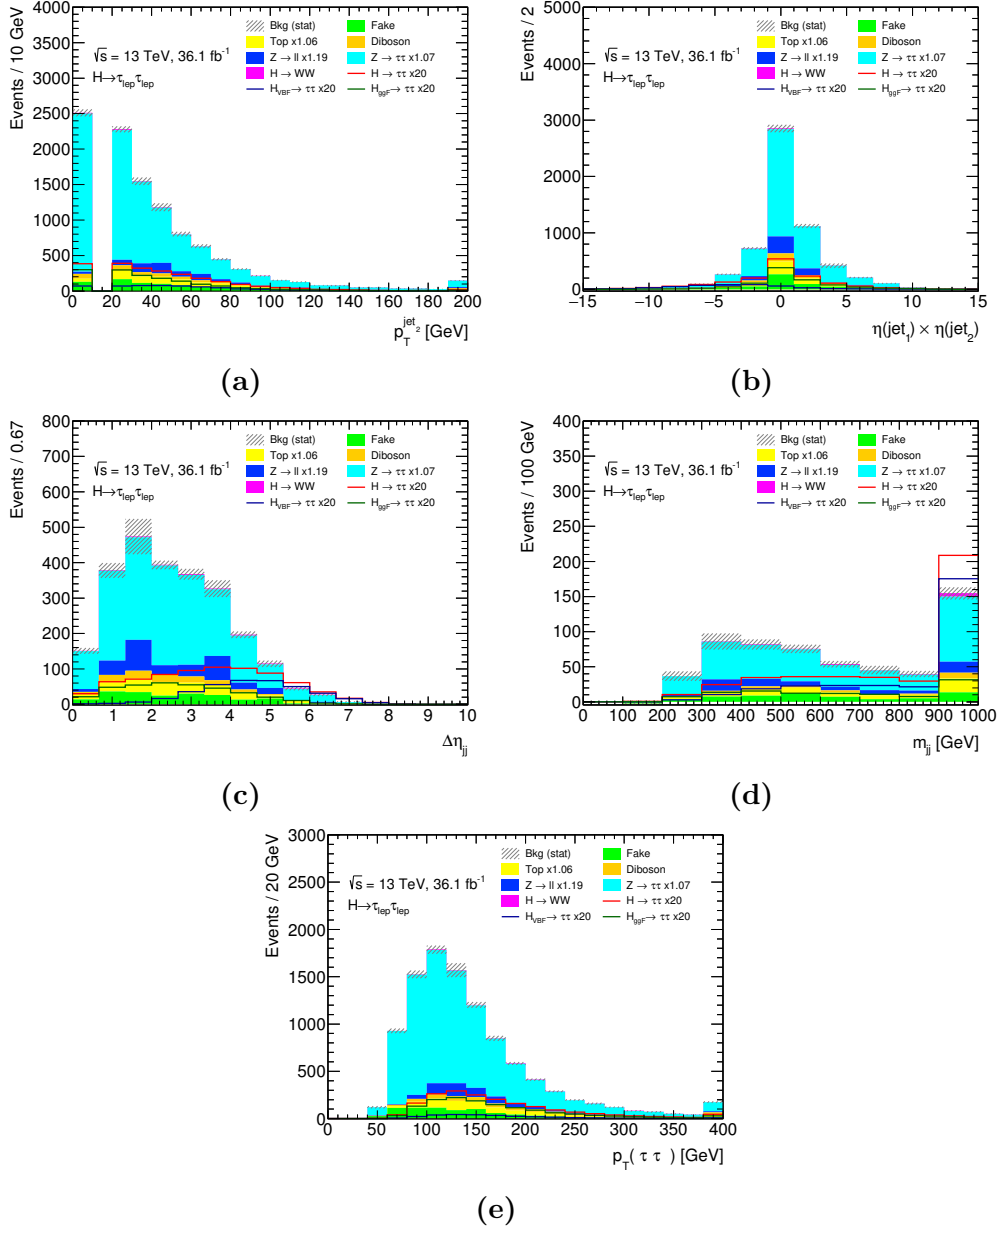 Events / 10 GeV
4000
3500
3000
2500
2000
1500
1000
500
0
√s = 13 TeV, 36.1 fb⁻¹
H→τ_lep τ_lep
Bkg (stat) Fake
Top x1.06 Diboson
Z → ll x1.19 Z → ττ x1.07
H → WW H → ττ x20
H_VBF → ττ x20 H_ggF → ττ x20
0 20 40 60 80 100 120 140 160 180 200
p_T^jet_2 [GeV]
(a)
Events / 2
5000
4000
3000
2000
1000
0
√s = 13 TeV, 36.1 fb⁻¹
H→τ_lep τ_lep
Bkg (stat) Fake
Top x1.06 Diboson
Z → ll x1.19 Z → ττ x1.07
H → WW H → ττ x20
H_VBF → ττ x20 H_ggF → ττ x20
−15 −10 −5 0 5 10 15
η(jet_1) × η(jet_2)
(b)
Events / 0.67
800
700
600
500
400
300
200
100
0
√s = 13 TeV, 36.1 fb⁻¹
H→τ_lep τ_lep
Bkg (stat) Fake
Top x1.06 Diboson
Z → ll x1.19 Z → ττ x1.07
H → WW H → ττ x20
H_VBF → ττ x20 H_ggF → ττ x20
0 1 2 3 4 5 6 7 8 9 10
Δη_jj
(c)
Events / 100 GeV
400
350
300
250
200
150
100
50
0
√s = 13 TeV, 36.1 fb⁻¹
H→τ_lep τ_lep
Bkg (stat) Fake
Top x1.06 Diboson
Z → ll x1.19 Z → ττ x1.07
H → WW H → ττ x20
H_VBF → ττ x20 H_ggF → ττ x20
0 100 200 300 400 500 600 700 800 900 1000
m_jj [GeV]
(d)
Events / 20 GeV
3000
2500
2000
1500
1000
500
0
√s = 13 TeV, 36.1 fb⁻¹
H→τ_lep τ_lep
Bkg (stat) Fake
Top x1.06 Diboson
Z → ll x1.19 Z → ττ x1.07
H → WW H → ττ x20
H_VBF → ττ x20 H_ggF → ττ x20
0 50 100 150 200 250 300 350 400
p_T( τ τ ) [GeV]
(e)